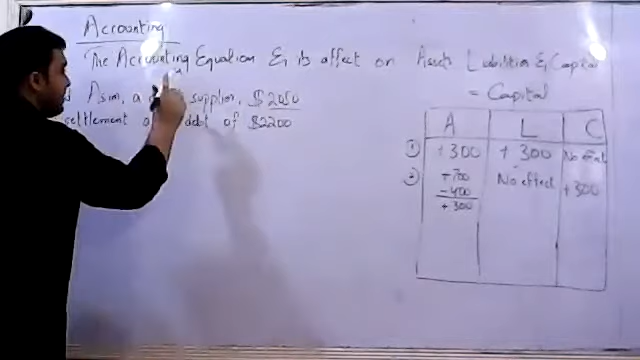 Accounting
The Accounting Equation & its affect on Assets Liabilities & Capital
= Capital
Asim, a supplier, $2050
settlement debt of $2200
A L C
① +300 +300 No effect
② +700 No effect +300
-400
+300